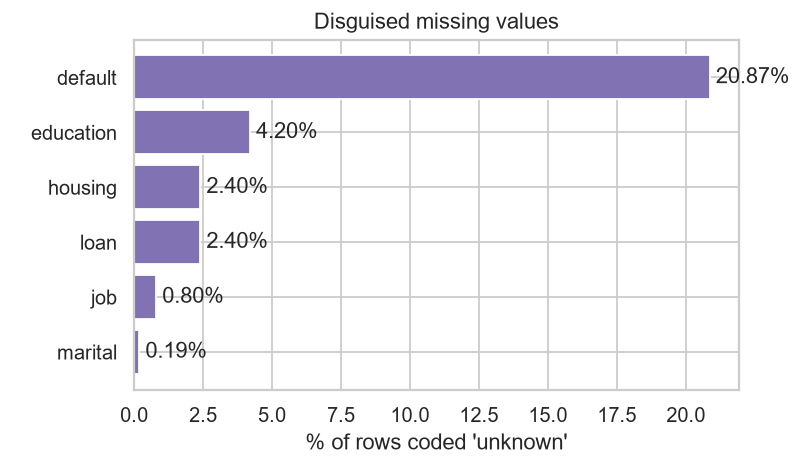 Disguised missing values
default 20.87%
education 4.20%
housing 2.40%
loan 2.40%
job 0.80%
marital 0.19%
0.0 2.5 5.0 7.5 10.0 12.5 15.0 17.5 20.0
% of rows coded 'unknown'